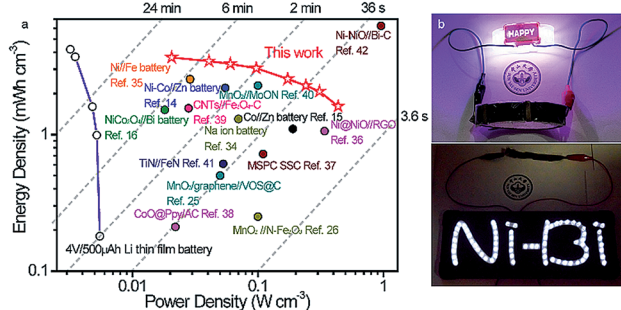 24 min 6 min 2 min 36 s
a
b
Ni-NiO//Bi-C
Ref. 42
HAPPY
This work
Ni/Fe battery
Ref. 35
Ni-Co//Zn battery
Ref. 14
MnO₂//MoON Ref. 40
CNTs//Fe₃O₄-C
Ref. 39
NiCo₂O₄//Bi battery
Ref. 16
Co//Zn battery Ref. 15
Ni@NiO//RGO
Ref. 36
3.6 s
Na ion battery
Ref. 34
TiN//FeN Ref. 41
MSPC SSC Ref. 37
MnO₂/graphene//VOS@C
Ref. 25
CoO@Ppy//AC Ref. 38
MnO₂//N-Fe₂O₃ Ref. 26
4V/500μAh Li thin film battery
Energy Density (mWh cm⁻³)
1
0.1
0.01 0.1 1
Power Density (W cm⁻³)
Ni-Bi